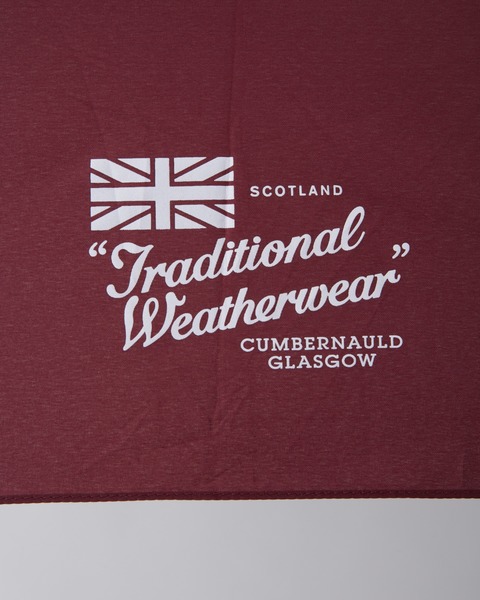 SCOTLAND
“Traditional
Weatherwear”
CUMBERNAULD
GLASGOW